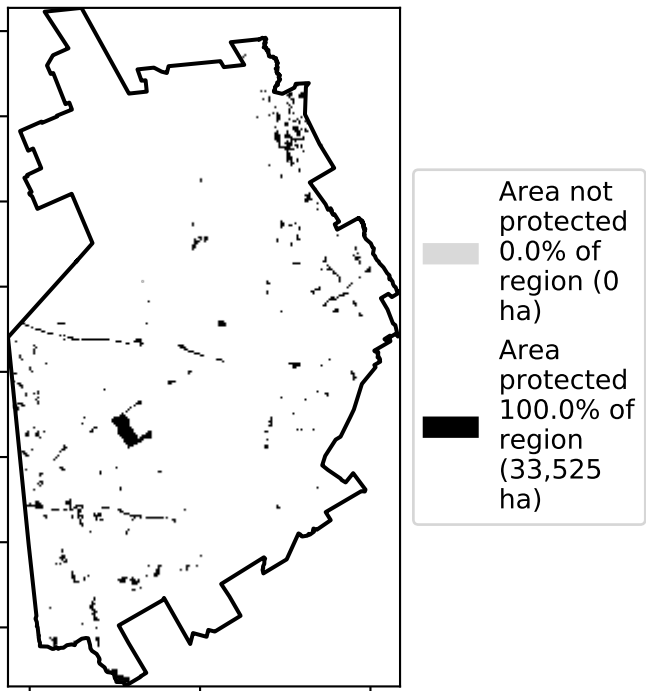 Area not
protected
0.0% of
region (0
ha)
Area
protected
100.0% of
region
(33,525
ha)